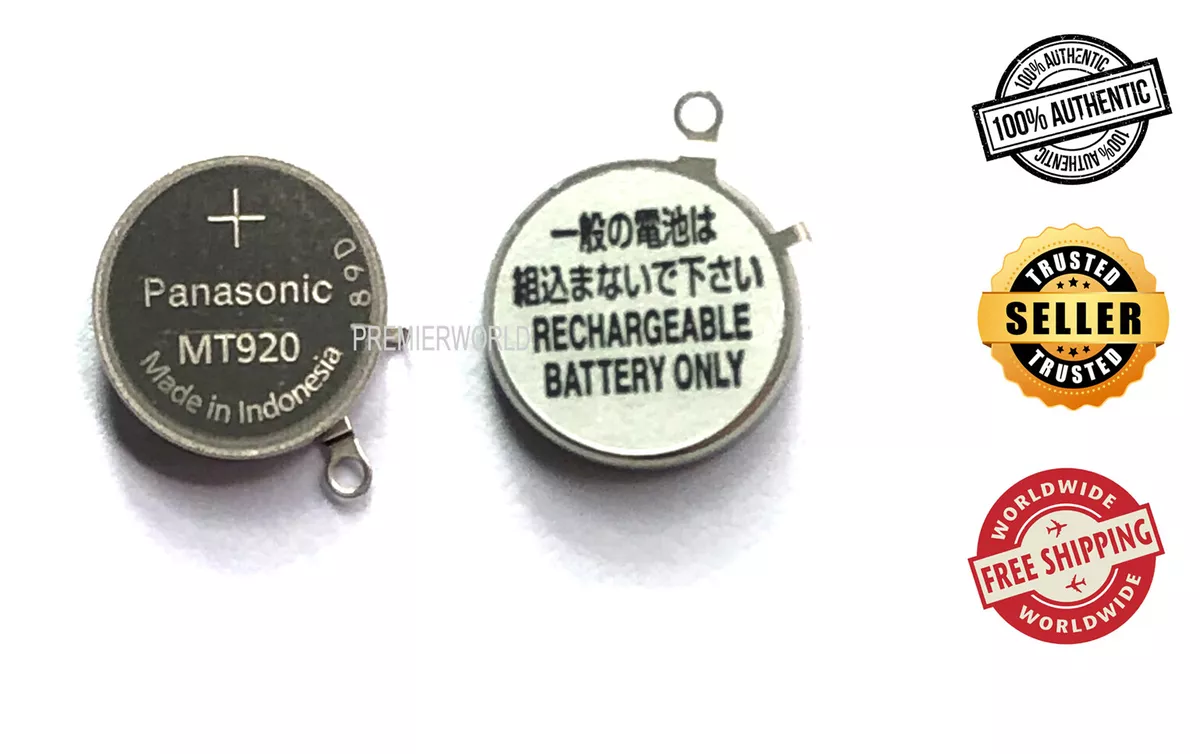 +
Panasonic
MT920
Made in Indonesia
89D
PREMIERWORLD
一般の電池は
組込まないで下さい
RECHARGEABLE
BATTERY ONLY
100% AUTHENTIC
100% AUTHENTIC
100% AUTHENTIC
TRUSTED
SELLER
TRUSTED
WORLDWIDE
FREE SHIPPING
WORLDWIDE